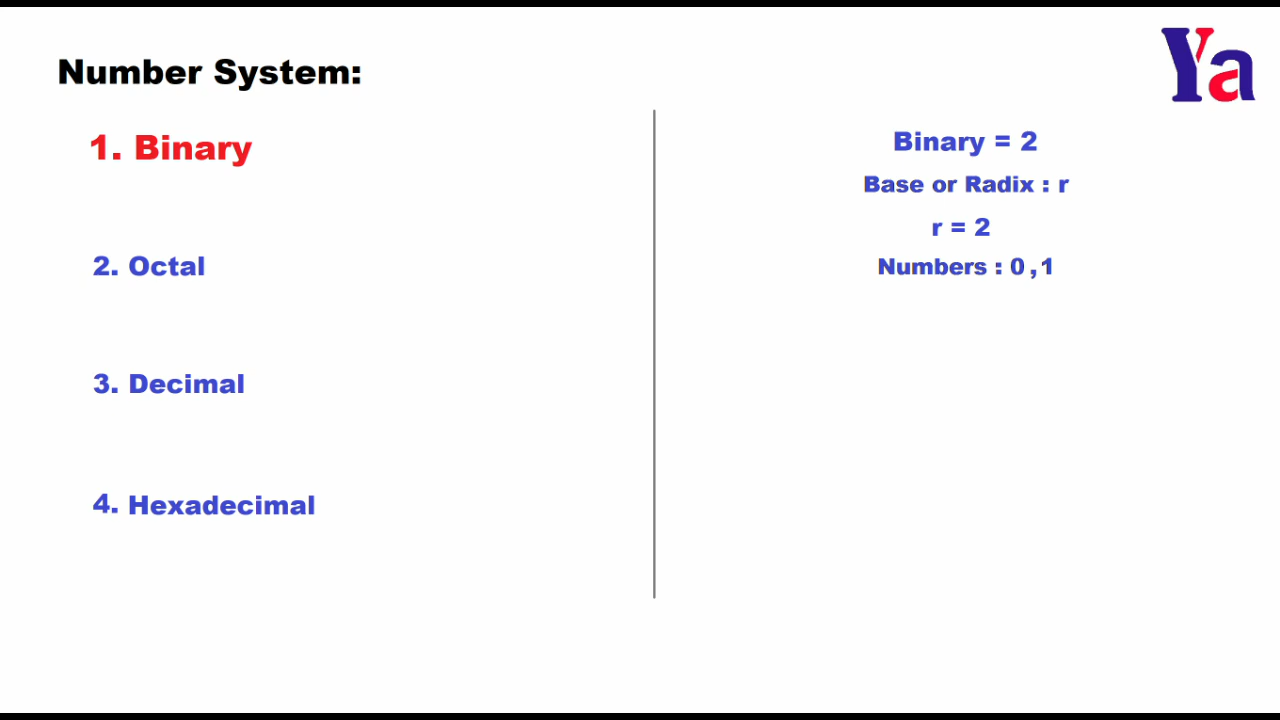 Ya
Number System:
1. Binary
2. Octal
3. Decimal
4. Hexadecimal
Binary = 2
Base or Radix : r
r = 2
Numbers : 0 , 1